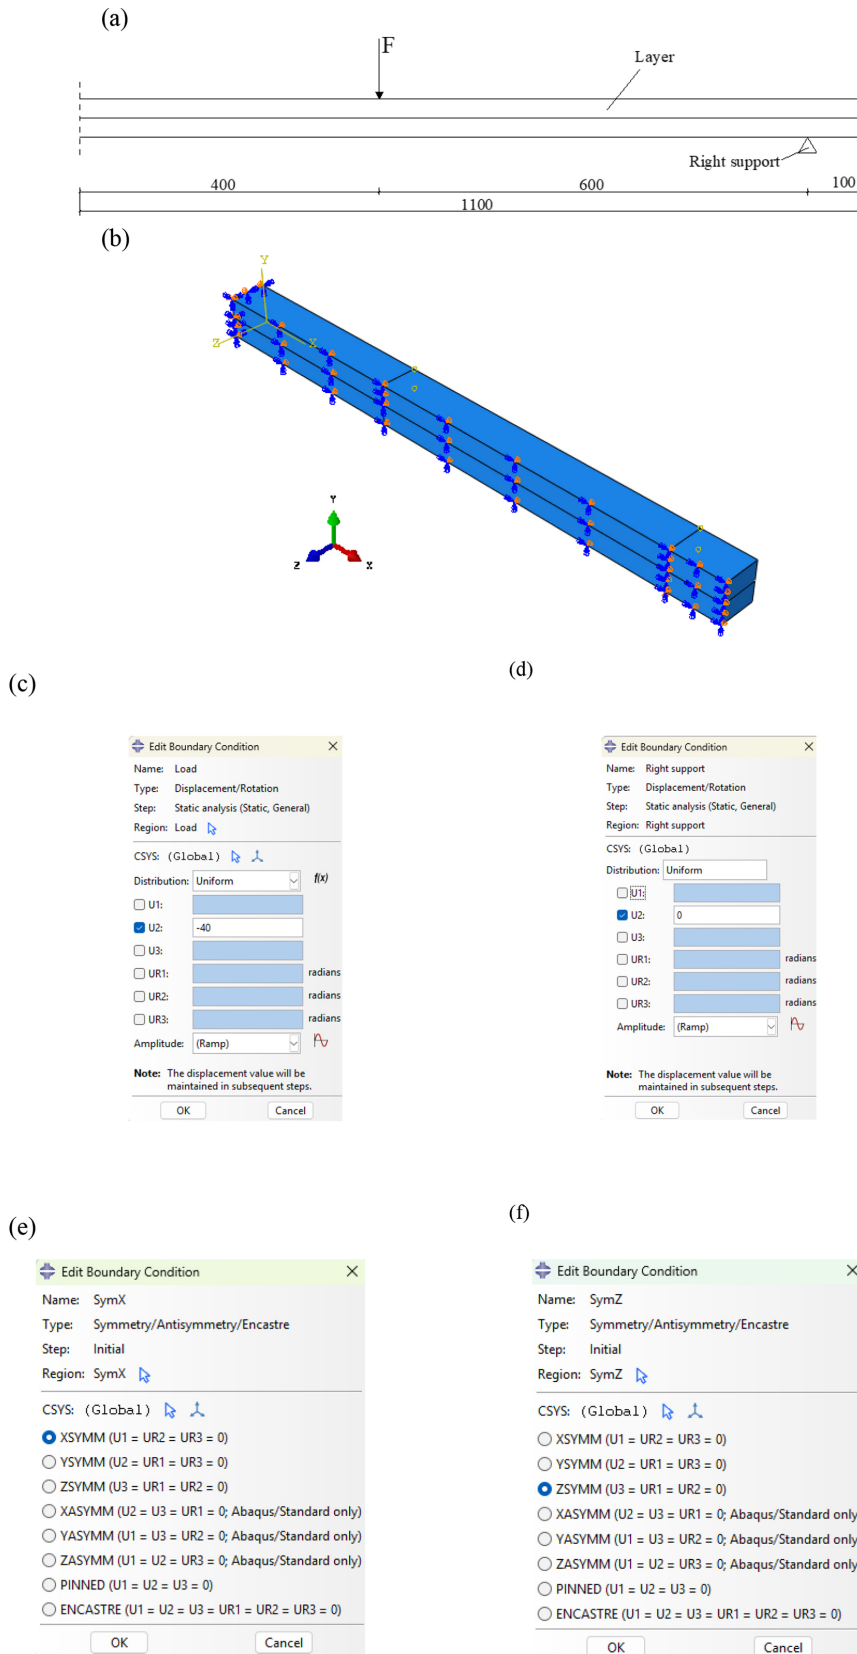 (a)
F
Layer
Right support
400
600
100
1100
(b)
Y
Z
X
Y
Z
X
(c)
(d)
Edit Boundary Condition
Name: Load
Type: Displacement/Rotation
Step: Static analysis (Static, General)
Region: Load
CSYS: (Global)
Distribution: Uniform f(x)
U1:
U2: -40
U3:
UR1: radians
UR2: radians
UR3: radians
Amplitude: (Ramp)
Note: The displacement value will be
maintained in subsequent steps.
OK Cancel
Edit Boundary Condition
Name: Right support
Type: Displacement/Rotation
Step: Static analysis (Static, General)
Region: Right support
CSYS: (Global)
Distribution: Uniform
U1:
U2: 0
U3:
UR1: radians
UR2: radians
UR3: radians
Amplitude: (Ramp)
Note: The displacement value will be
maintained in subsequent steps.
OK Cancel
(e)
(f)
Edit Boundary Condition
Name: SymX
Type: Symmetry/Antisymmetry/Encastre
Step: Initial
Region: SymX
CSYS: (Global)
XSYMM (U1 = UR2 = UR3 = 0)
YSYMM (U2 = UR1 = UR3 = 0)
ZSYMM (U3 = UR1 = UR2 = 0)
XASYMM (U2 = U3 = UR1 = 0; Abaqus/Standard only)
YASYMM (U1 = U3 = UR2 = 0; Abaqus/Standard only)
ZASYMM (U1 = U2 = UR3 = 0; Abaqus/Standard only)
PINNED (U1 = U2 = U3 = 0)
ENCASTRE (U1 = U2 = U3 = UR1 = UR2 = UR3 = 0)
OK Cancel
Edit Boundary Condition
Name: SymZ
Type: Symmetry/Antisymmetry/Encastre
Step: Initial
Region: SymZ
CSYS: (Global)
XSYMM (U1 = UR2 = UR3 = 0)
YSYMM (U2 = UR1 = UR3 = 0)
ZSYMM (U3 = UR1 = UR2 = 0)
XASYMM (U2 = U3 = UR1 = 0; Abaqus/Standard only
YASYMM (U1 = U3 = UR2 = 0; Abaqus/Standard only
ZASYMM (U1 = U2 = UR3 = 0; Abaqus/Standard only
PINNED (U1 = U2 = U3 = 0)
ENCASTRE (U1 = U2 = U3 = UR1 = UR2 = UR3 = 0)
OK Cancel